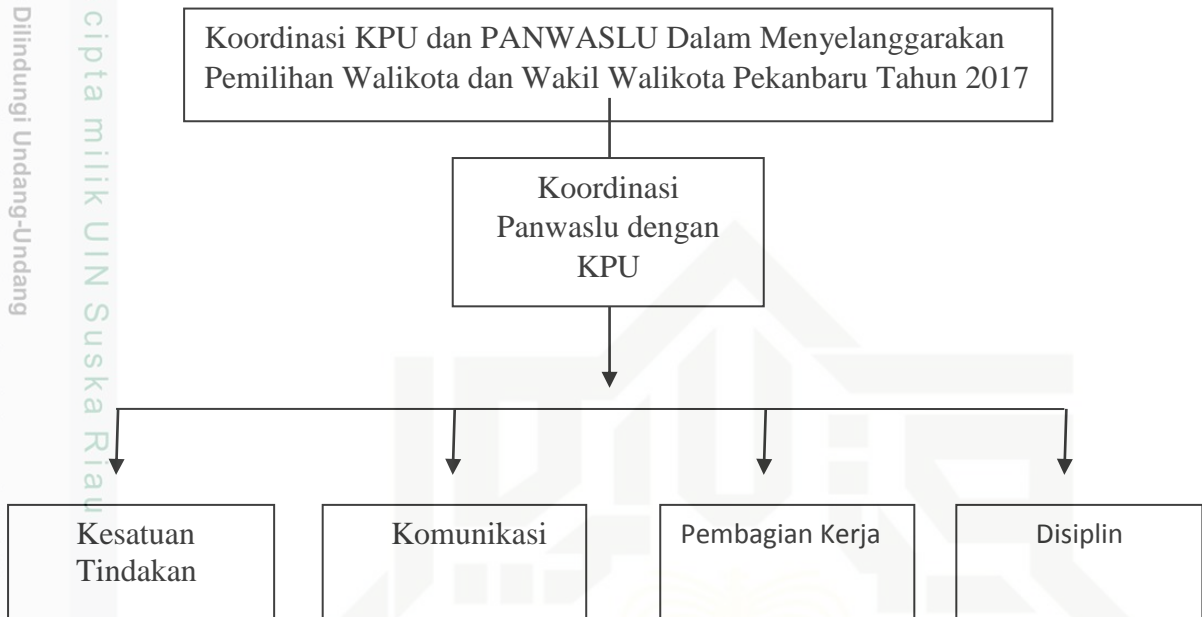 Koordinasi KPU dan PANWASLU Dalam Menyelanggarakan
Pemilihan Walikota dan Wakil Walikota Pekanbaru Tahun 2017
Koordinasi
Panwaslu dengan
KPU
Kesatuan
Tindakan
Komunikasi
Pembagian Kerja
Disiplin
cipta milik UIN Suska Riau
Dilindungi Undang-Undang